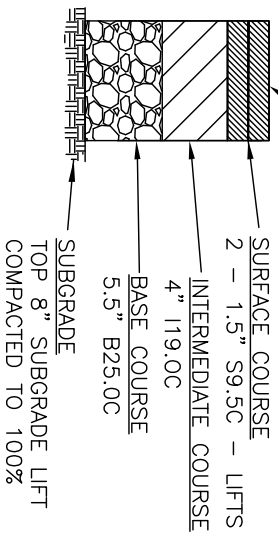 SURFACE COURSE
2 - 1.5" S9.5C - LIFTS
INTERMEDIATE COURSE
4" I19.0C
BASE COURSE
5.5" B25.0C
SUBGRADE
TOP 8" SUBGRADE LIFT
COMPACTED TO 100%